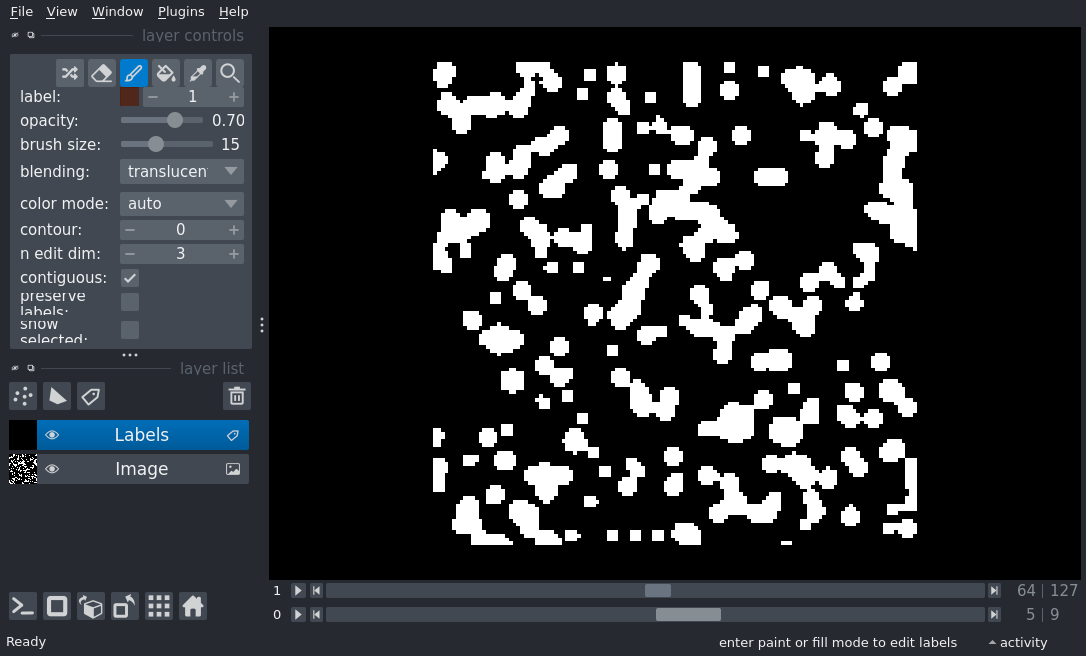 File View Window Plugins Help
layer controls
label: 1
opacity: 0.70
brush size: 15
blending: translucen
color mode: auto
contour: 0
n edit dim: 3
contiguous:
preserve
labels:
show
selected:
layer list
Labels
Image
1 64 127
0 5 9
Ready enter paint or fill mode to edit labels activity